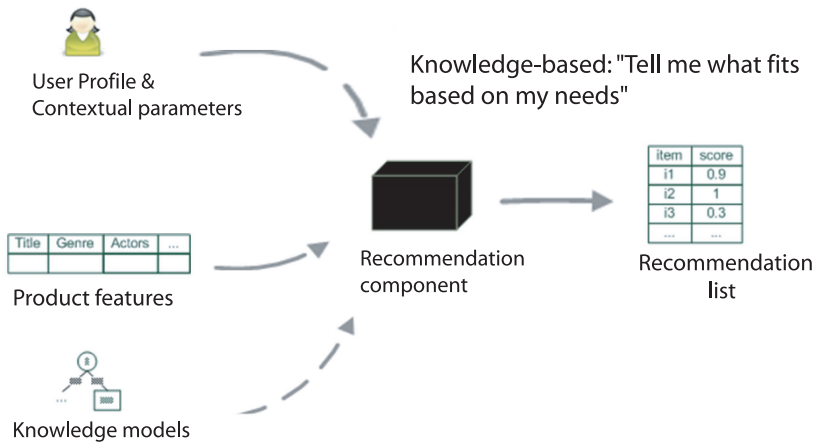 User Profile &
Contextual parameters
Knowledge-based: "Tell me what fits
based on my needs"
item score
i1 0.9
i2 1
i3 0.3
... ...
Title Genre Actors ...
Product features
Recommendation
component
Recommendation
list
...
Knowledge models